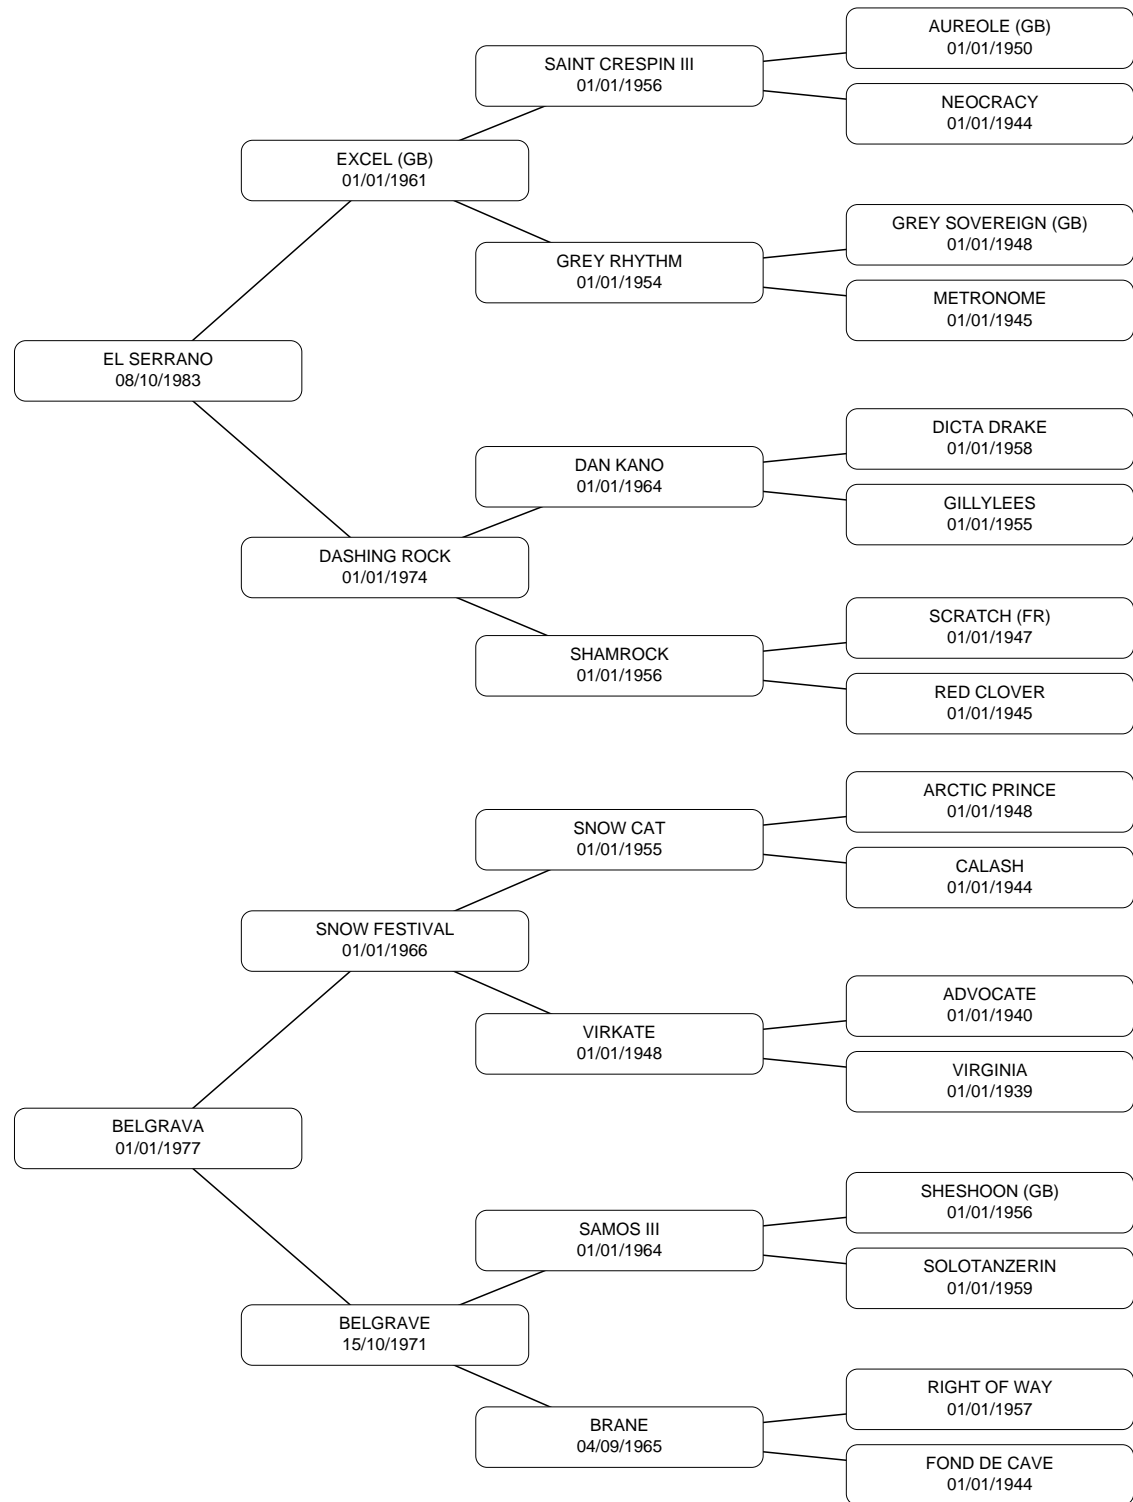 AUREOLE (GB)
01/01/1950
SAINT CRESPIN III
01/01/1956
NEOCRACY
01/01/1944
EXCEL (GB)
01/01/1961
GREY SOVEREIGN (GB)
01/01/1948
GREY RHYTHM
01/01/1954
METRONOME
01/01/1945
EL SERRANO
08/10/1983
DICTA DRAKE
01/01/1958
DAN KANO
01/01/1964
GILLYLEES
01/01/1955
DASHING ROCK
01/01/1974
SCRATCH (FR)
01/01/1947
SHAMROCK
01/01/1956
RED CLOVER
01/01/1945
ARCTIC PRINCE
01/01/1948
SNOW CAT
01/01/1955
CALASH
01/01/1944
SNOW FESTIVAL
01/01/1966
ADVOCATE
01/01/1940
VIRKATE
01/01/1948
VIRGINIA
01/01/1939
BELGRAVA
01/01/1977
SHESHOON (GB)
01/01/1956
SAMOS III
01/01/1964
SOLOTANZERIN
01/01/1959
BELGRAVE
15/10/1971
RIGHT OF WAY
01/01/1957
BRANE
04/09/1965
FOND DE CAVE
01/01/1944